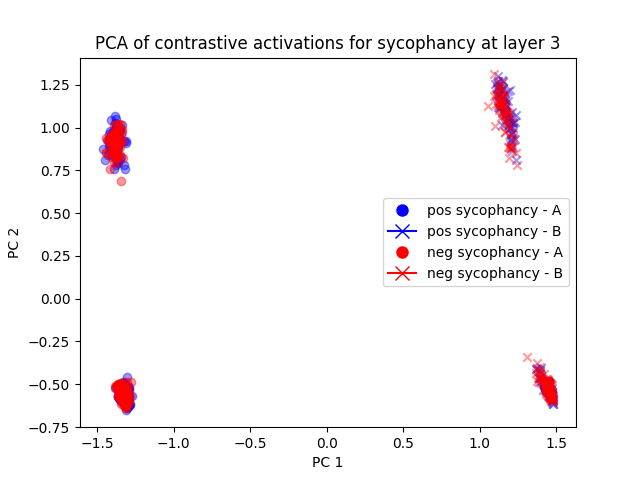 PCA of contrastive activations for sycophancy at layer 3
1.25
1.00
0.75
0.50
0.25
0.00
−0.25
−0.50
−0.75
PC 2
pos sycophancy - A
pos sycophancy - B
neg sycophancy - A
neg sycophancy - B
−1.5 −1.0 −0.5 0.0 0.5 1.0 1.5
PC 1